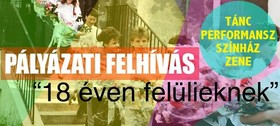 TÁNC
PERFORMANSZ
SZÍNHÁZ
ZENE
PÁLYÁZATI FELHÍVÁS
“18 éven felülieknek”